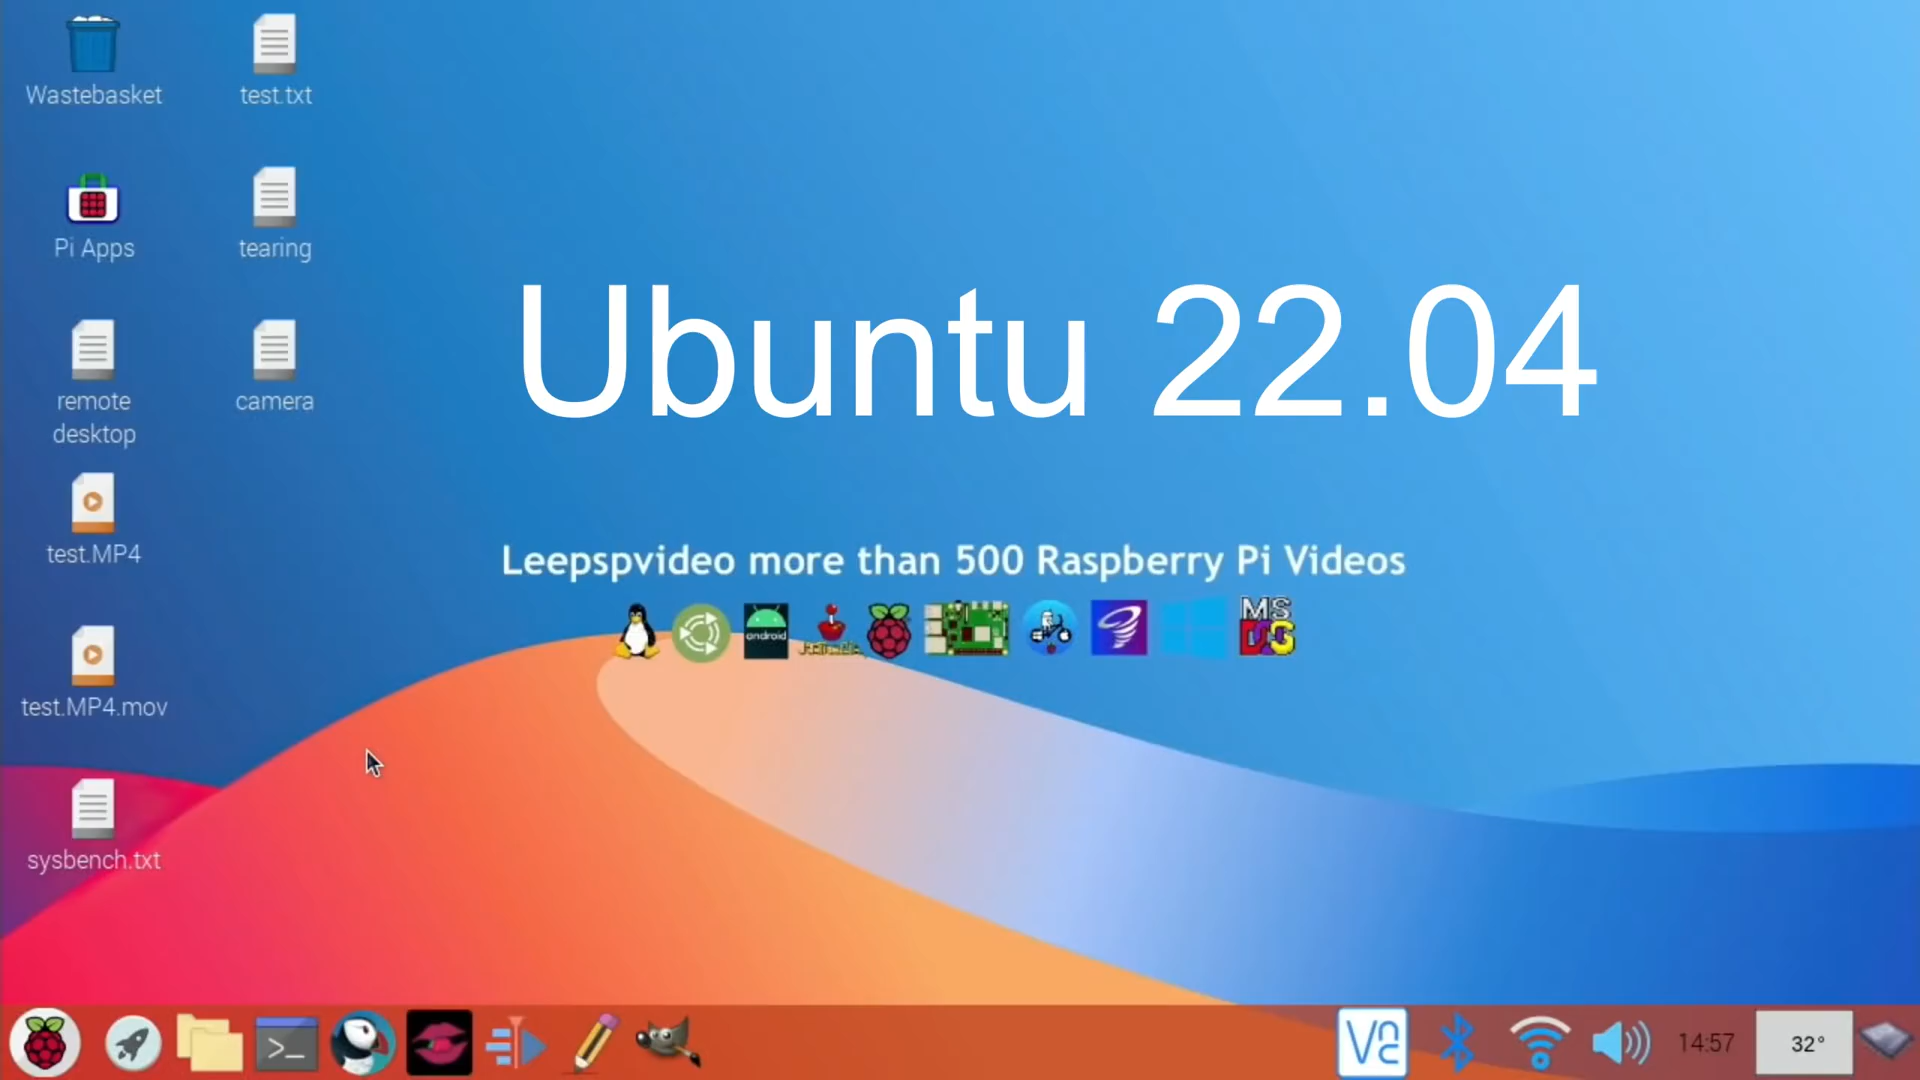 Wastebasket
test.txt
Pi Apps
tearing
remote
desktop
camera
test.MP4
test.MP4.mov
sysbench.txt
Ubuntu 22.04
Leepspvideo more than 500 Raspberry Pi Videos
android
MS
DOS
>_
VNC
14:57
32°